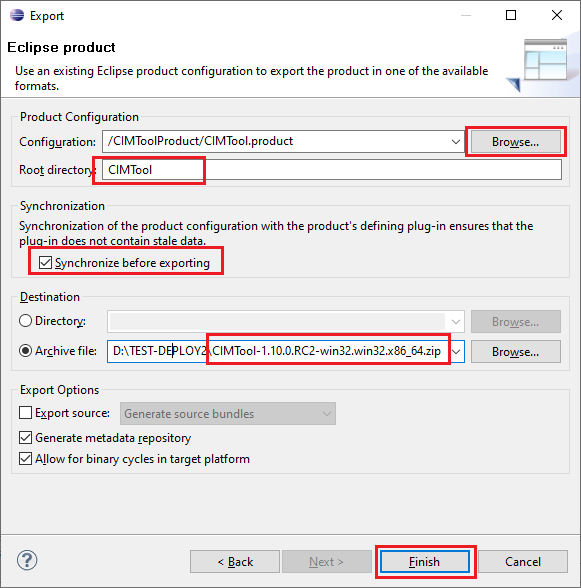 Export
Eclipse product
Use an existing Eclipse product configuration to export the product in one of the available
formats.
Product Configuration
Configuration: /CIMToolProduct/CIMTool.product Browse...
Root directory: CIMTool
Synchronization
Synchronization of the product configuration with the product's defining plug-in ensures that the
plug-in does not contain stale data.
Synchronize before exporting
Destination
Directory: Browse...
Archive file: D:\TEST-DEPLOY2\CIMTool-1.10.0.RC2-win32.win32.x86_64.zip Browse...
Export Options
Export source: Generate source bundles
Generate metadata repository
Allow for binary cycles in target platform
? < Back Next > Finish Cancel